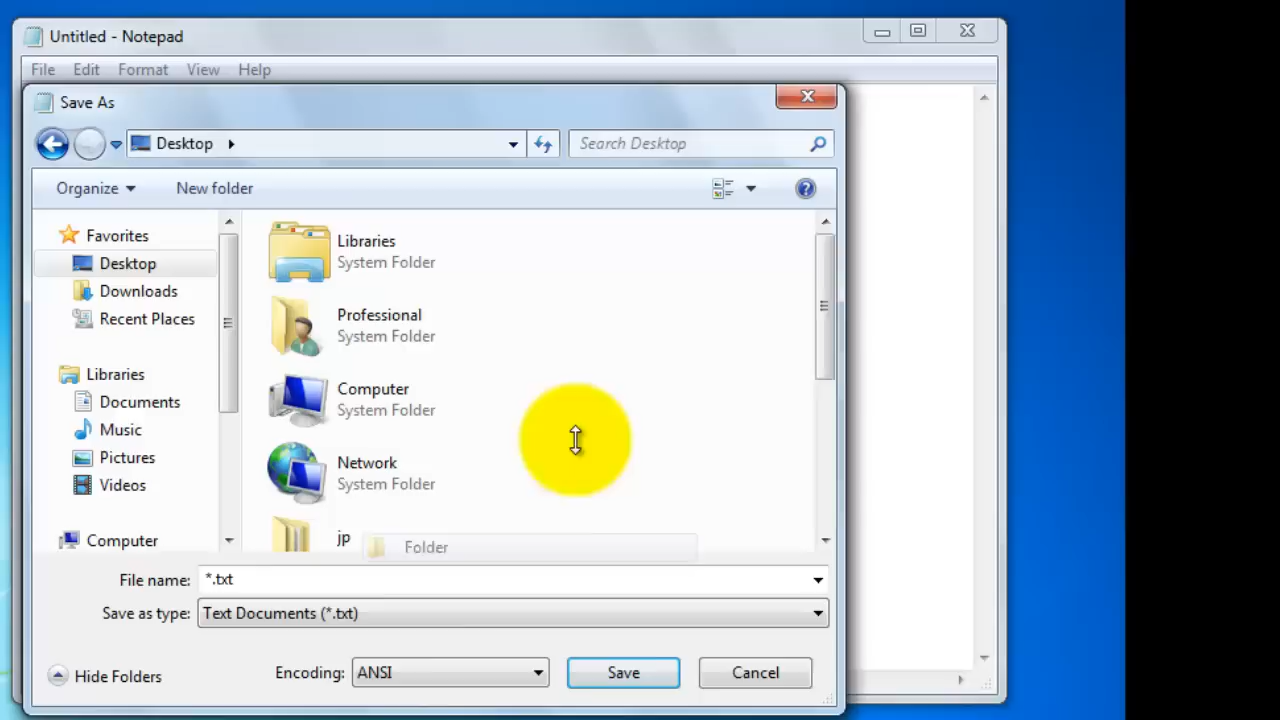 Untitled - Notepad
File Edit Format View Help
Save As
Desktop
Search Desktop
Organize New folder
Favorites
Desktop
Downloads
Recent Places
Libraries
Documents
Music
Pictures
Videos
Computer
Libraries
System Folder
Professional
System Folder
Computer
System Folder
Network
System Folder
jp
Folder
File name: *.txt
Save as type: Text Documents (*.txt)
Hide Folders Encoding: ANSI Save Cancel